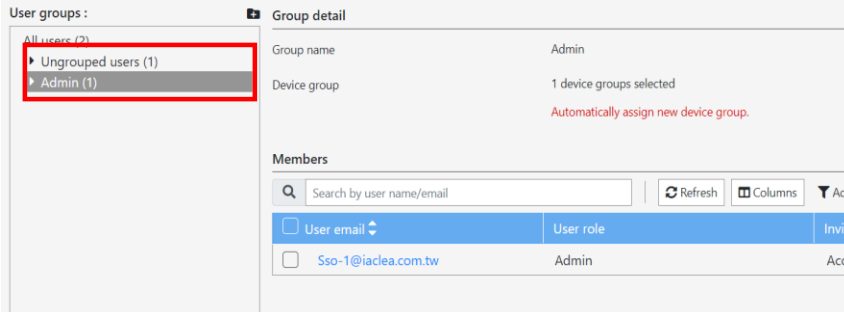 User groups :
All users (2)
Ungrouped users (1)
Admin (1)
Group detail
Group name Admin
Device group 1 device groups selected
Automatically assign new device group.
Members
Search by user name/email Refresh Columns
User email User role
Sso-1@iaclea.com.tw Admin